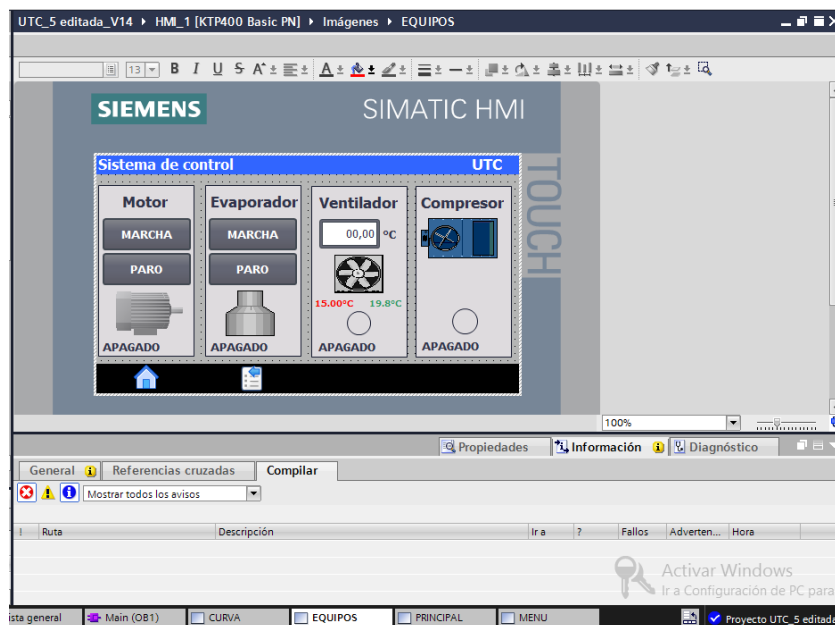 UTC_5 editada_V14 ▸ HMI_1 [KTP400 Basic PN] ▸ Imágenes ▸ EQUIPOS
13 B I U S A
SIEMENS SIMATIC HMI
TOUCH
Sistema de control UTC
Motor Evaporador Ventilador Compresor
MARCHA MARCHA 00,00 °C
PARO PARO
15.00°C 19.8°C
APAGADO APAGADO APAGADO APAGADO
100%
Propiedades Información Diagnóstico
General Referencias cruzadas Compilar
Mostrar todos los avisos
! Ruta Descripción Ir a ? Fallos Adverten... Hora
Activar Windows
Ir a Configuración de PC para
ista general Main (OB1) CURVA EQUIPOS PRINCIPAL MENU Proyecto UTC_5 editada